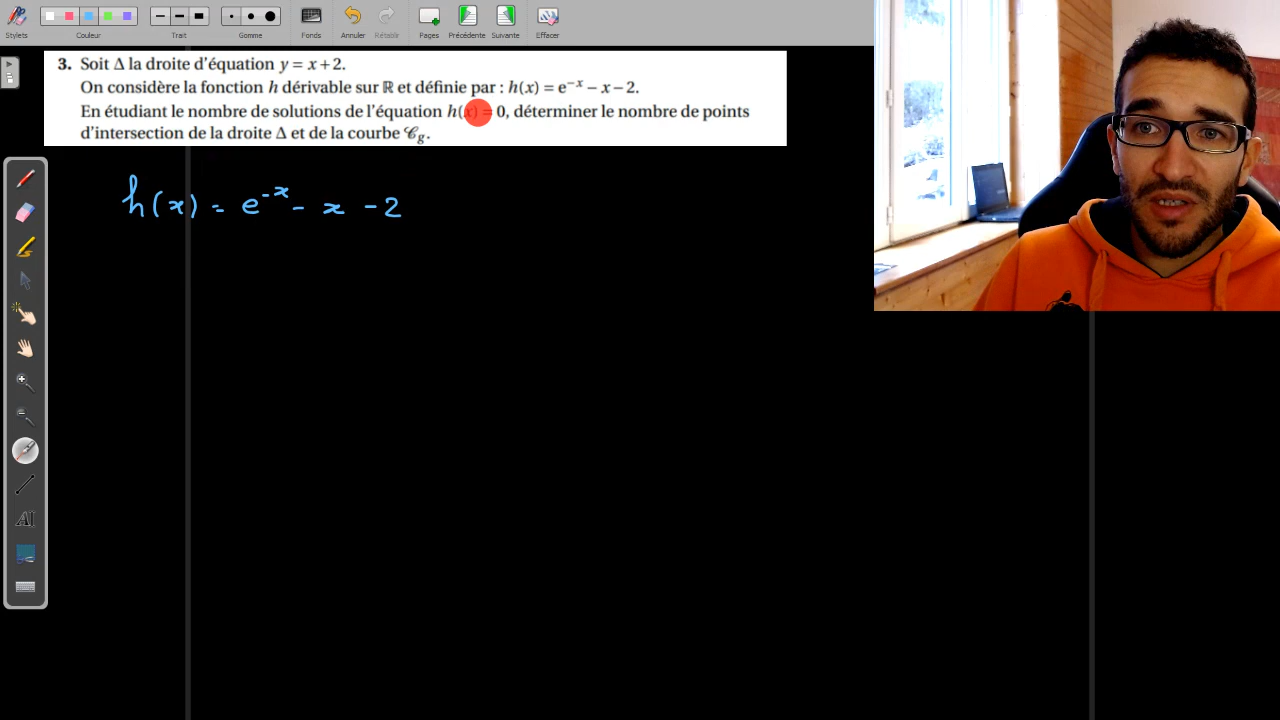 Stylets Couleur Trait Gomme Fonds Annuler Rétablir Pages Précédente Suivante Effacer
3. Soit Δ la droite d'équation y = x + 2.
On considère la fonction h dérivable sur ℝ et définie par : h(x) = e⁻ˣ − x − 2.
En étudiant le nombre de solutions de l'équation h(x) = 0, déterminer le nombre de points
d'intersection de la droite Δ et de la courbe 𝒞g.
h(x) = e⁻ˣ - x - 2
AI